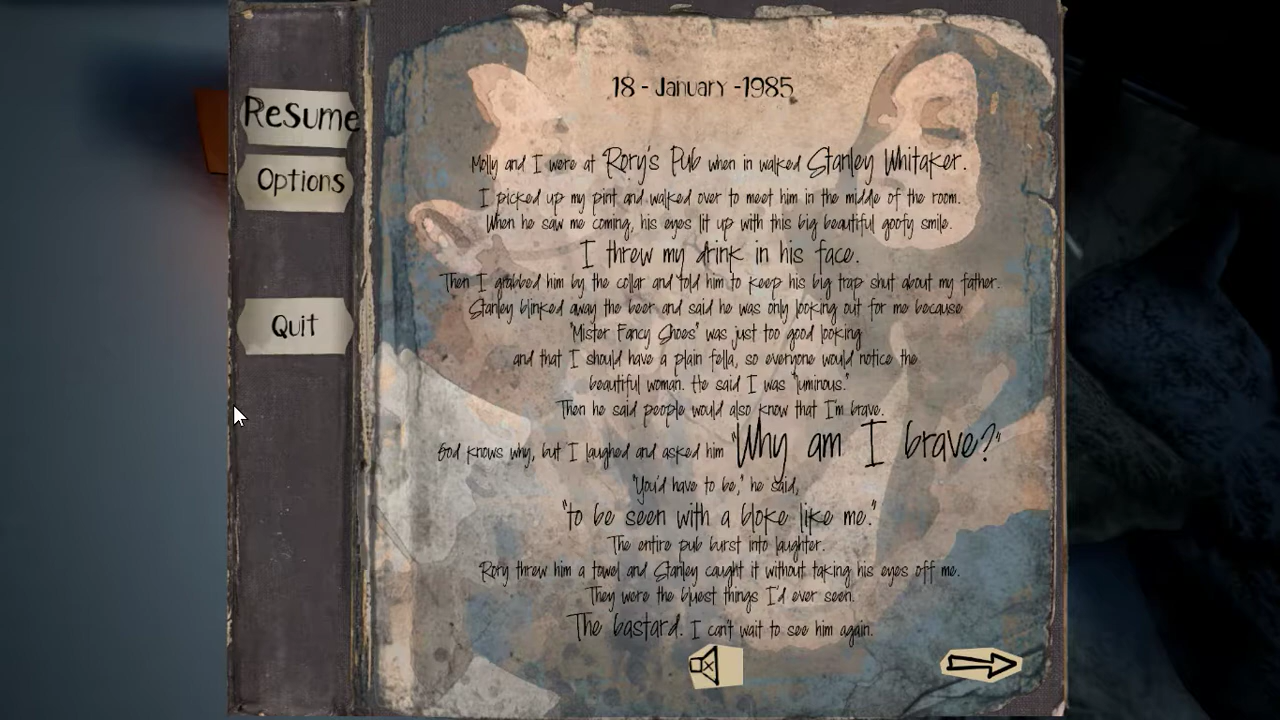 Resume
Options
Quit
18 - January -1985
Molly and I were at Rory's Pub when in walked Stanley Whitaker.
I picked up my pint and walked over to meet him in the middle of the room.
When he saw me coming, his eyes lit up with this big beautiful goofy smile.
I threw my drink in his face.
Then I grabbed him by the collar and told him to keep his big trap shut about my father.
Stanley blinked away the beer and said he was only looking out for me because
"Mister Fancy Shoes" was just too good looking
and that I should have a plain fella, so everyone would notice the
beautiful woman. He said I was "luminous."
Then he said people would also know that I'm brave.
God knows why, but I laughed and asked him "Why am I brave?"
"You'd have to be," he said,
"to be seen with a bloke like me."
The entire pub burst into laughter.
Rory threw him a towel and Stanley caught it without taking his eyes off me.
They were the bluest things I'd ever seen.
The bastard. I can't wait to see him again.